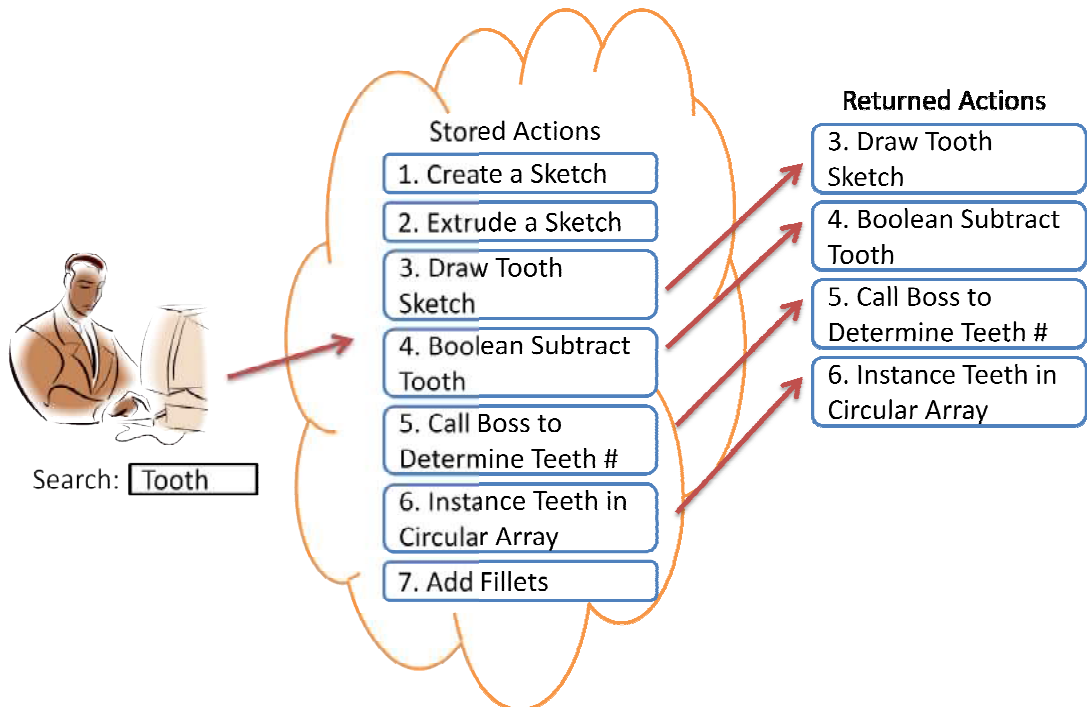 Search: Tooth
Stored Actions
1. Create a Sketch
2. Extrude a Sketch
3. Draw Tooth
Sketch
4. Boolean Subtract
Tooth
5. Call Boss to
Determine Teeth #
6. Instance Teeth in
Circular Array
7. Add Fillets
Returned Actions
3. Draw Tooth
Sketch
4. Boolean Subtract
Tooth
5. Call Boss to
Determine Teeth #
6. Instance Teeth in
Circular Array